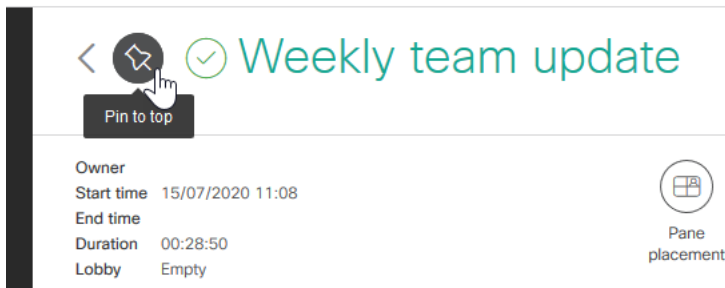 Weekly team update
Pin to top
Owner
Start time 15/07/2020 11:08
End time
Duration 00:28:50
Lobby Empty
Pane
placement